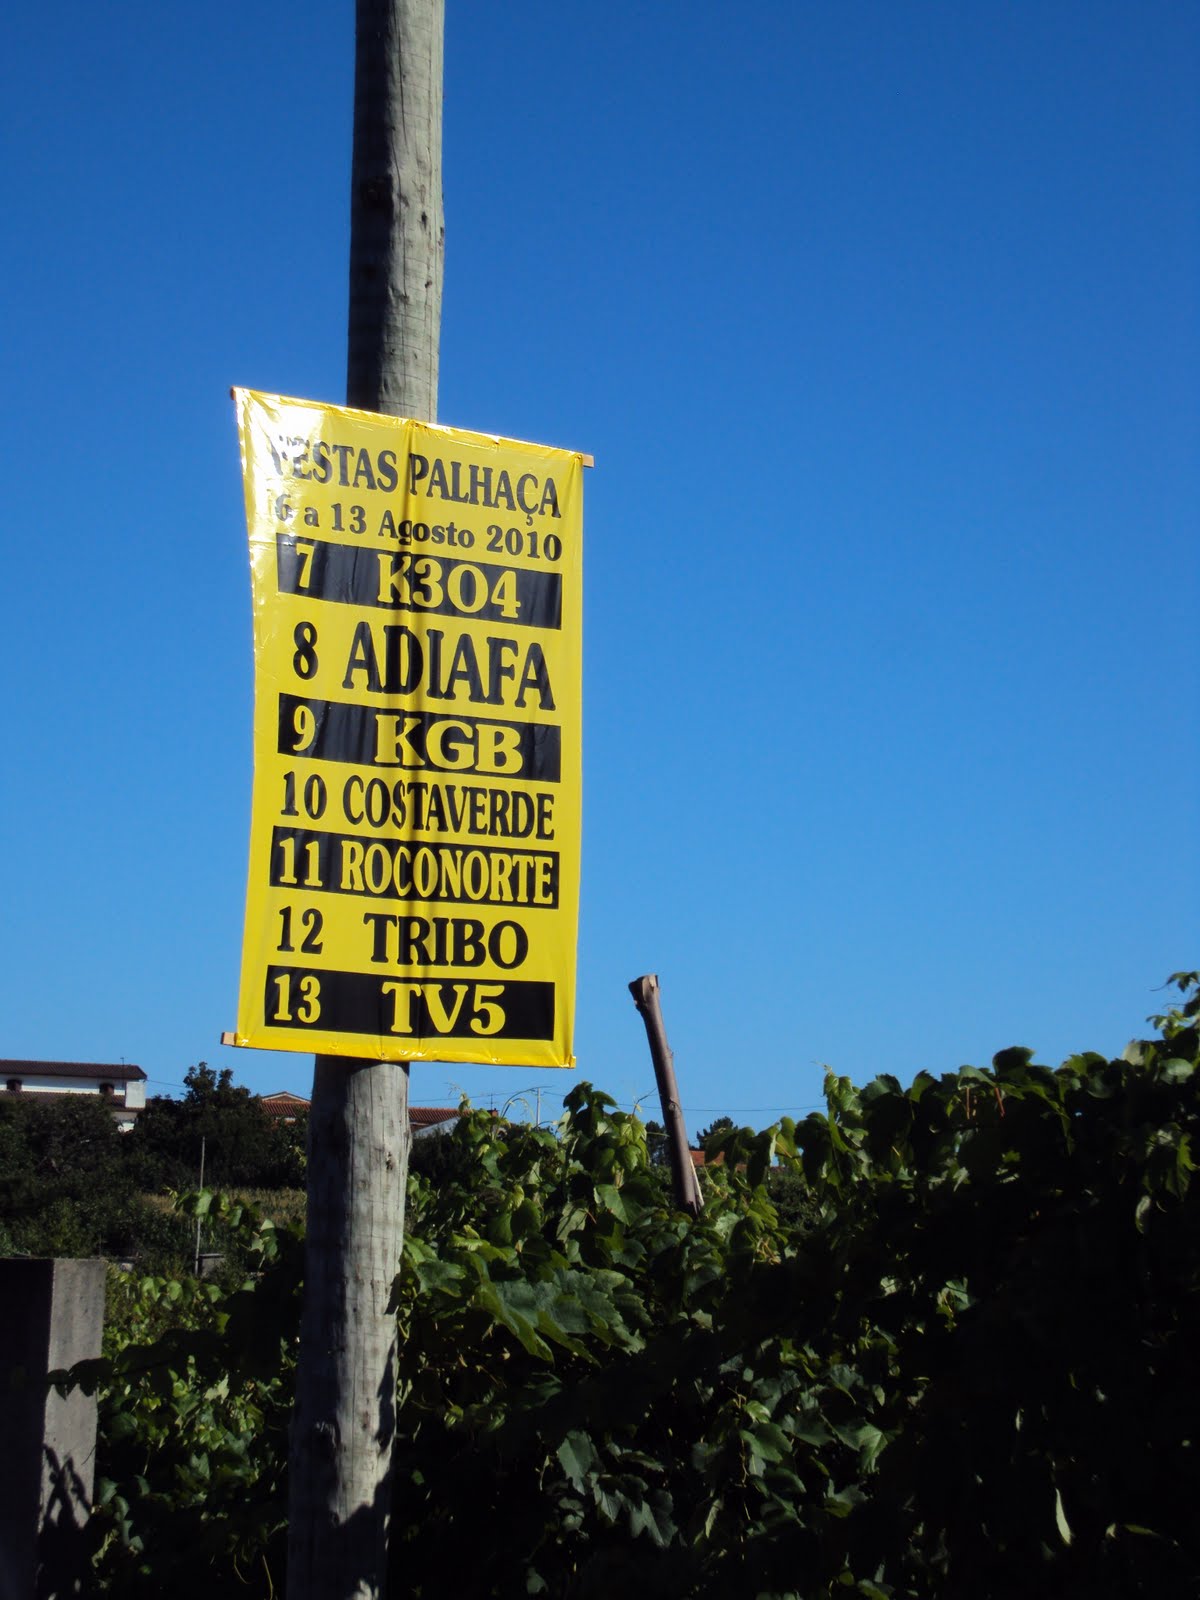 FESTAS PALHAÇA
6 a 13 Agosto 2010
7 K3O4
8 ADIAFA
9 KGB
10 COSTAVERDE
11 ROCONORTE
12 TRIBO
13 TV5